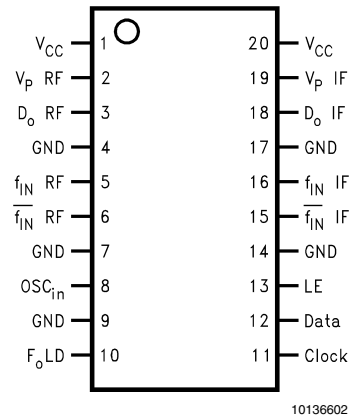 V_CC 1 20 V_CC
V_P RF 2 19 V_P IF
D_o RF 3 18 D_o IF
GND 4 17 GND
f_IN RF 5 16 f_IN IF
f̅_I̅N̅ RF 6 15 f̅_I̅N̅ IF
GND 7 14 GND
OSC_in 8 13 LE
GND 9 12 Data
F_oLD 10 11 Clock
10136602